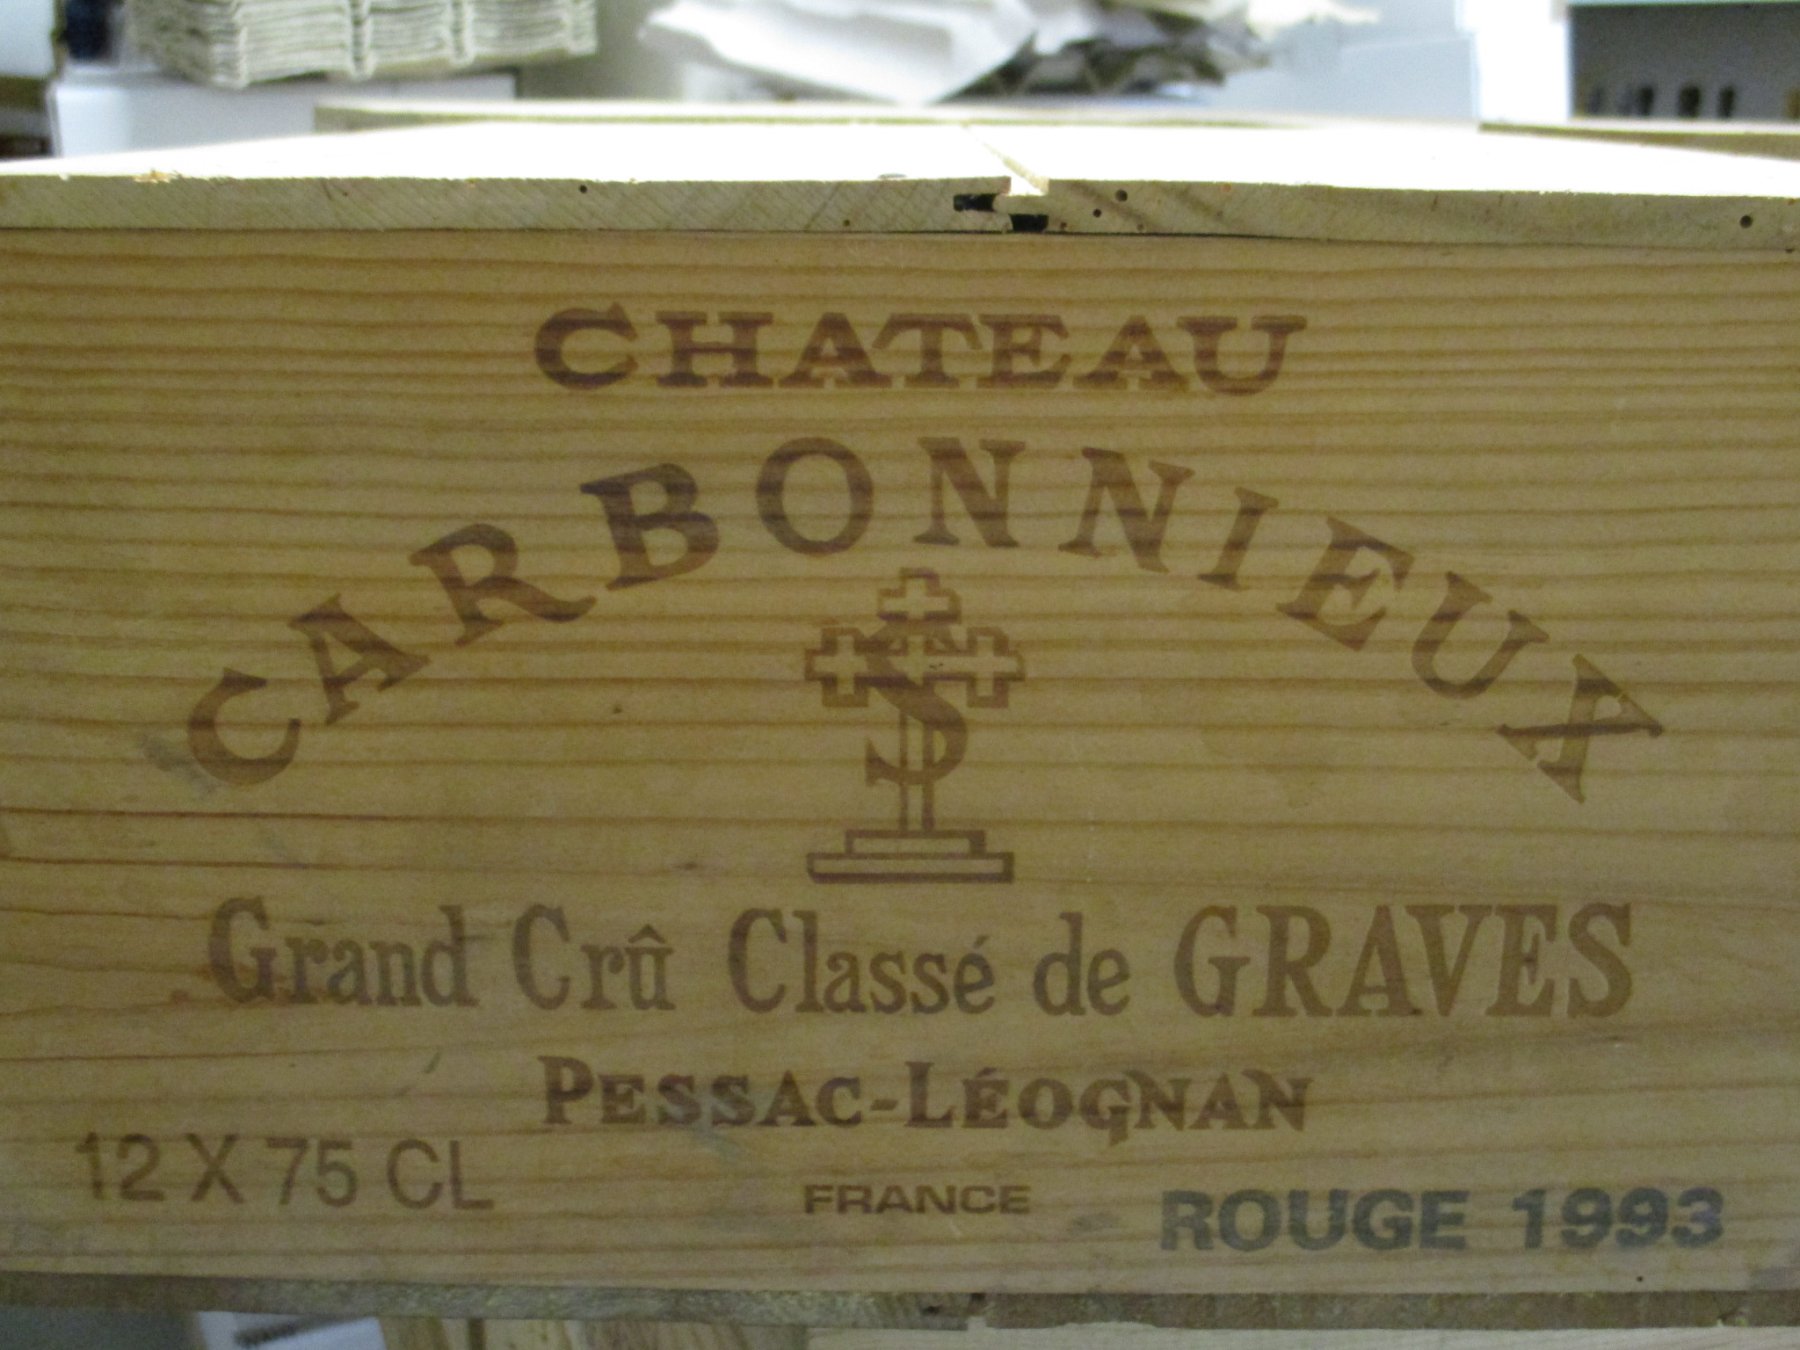 CHATEAU
CARBONNIEUX
S
Grand Crû Classé de GRAVES
PESSAC-LÉOGNAN
12 X 75 CL
FRANCE
ROUGE 1993